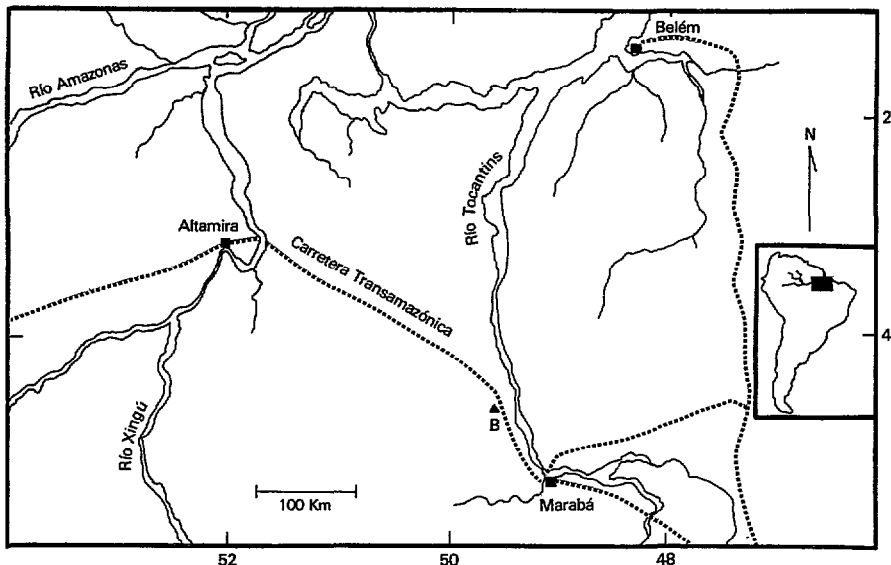 Belém
Río Amazonas
2
N
Río Tocantins
Altamira
Carretera Transamazónica
4
B
Río Xingú
100 Km
Marabá
52
50
48